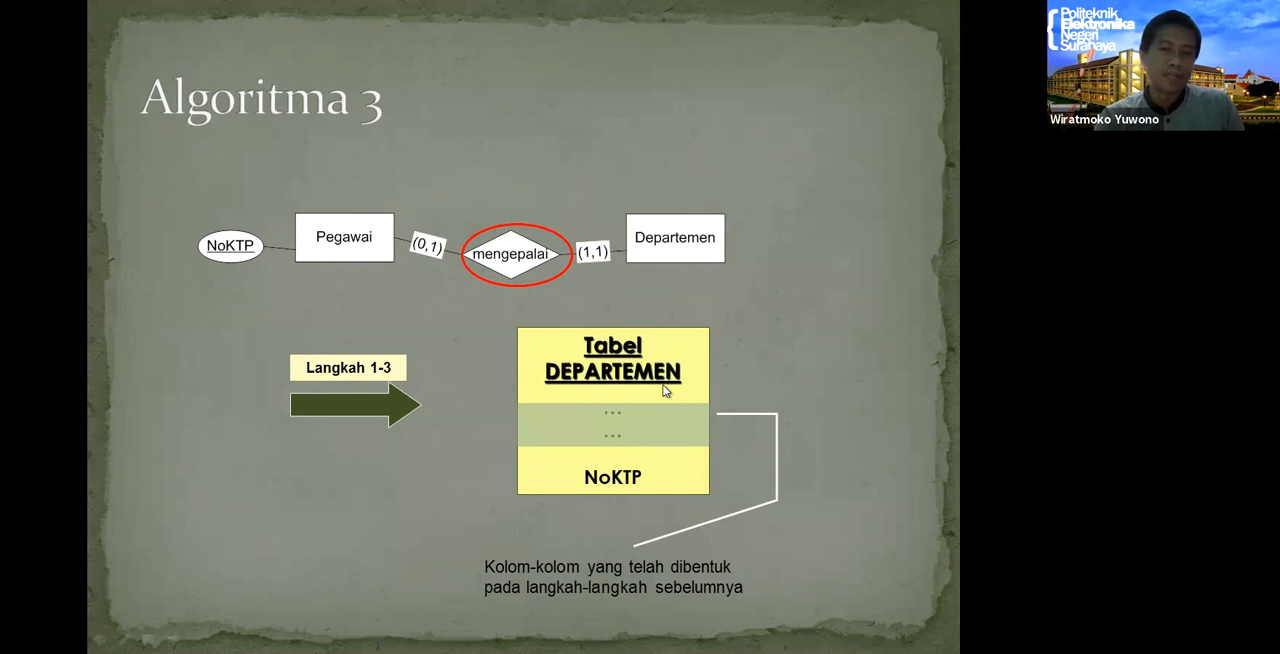 Algoritma 3
NoKTP
Pegawai
(0,1)
mengepalai
(1,1)
Departemen
Langkah 1-3
Tabel
DEPARTEMEN
...
...
NoKTP
Kolom-kolom yang telah dibentuk
pada langkah-langkah sebelumnya
Politeknik
Elektronika
Negeri
Surabaya
Wiratmoko Yuwono